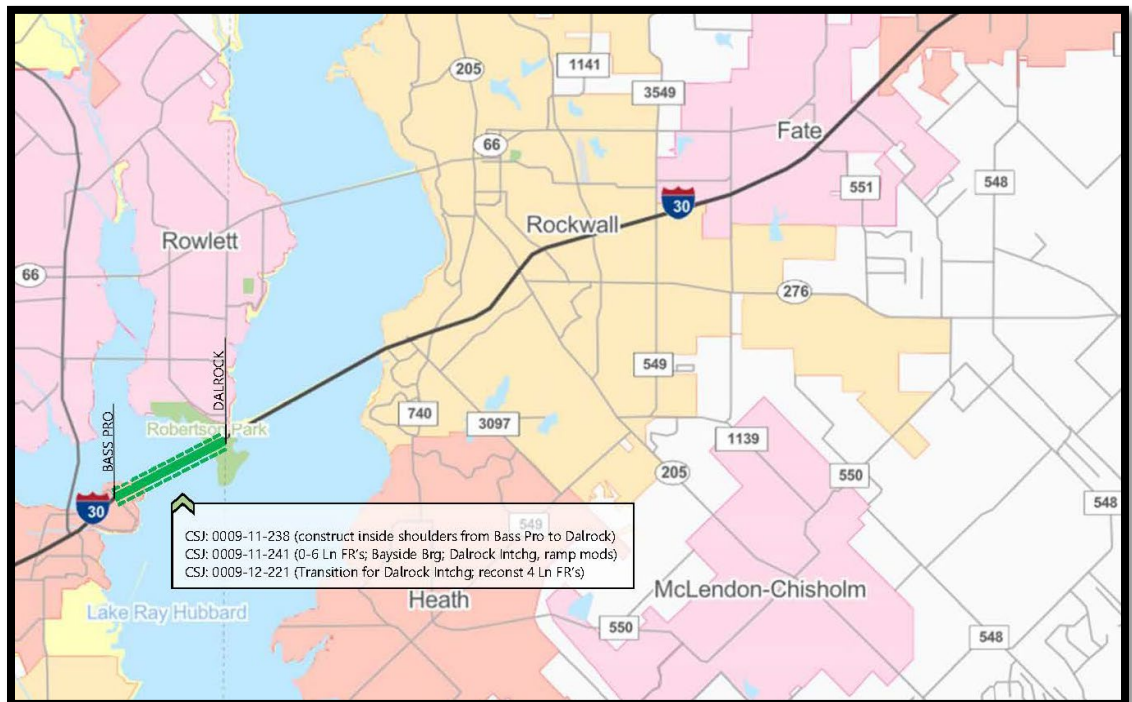 205
1141
3549
66
Fate
551
548
30
Rowlett
Rockwall
66
276
DALROCK
549
740
3097
Robertson Park
1139
BASS PRO
205
550
548
30
549
CSJ: 0009-11-238 (construct inside shoulders from Bass Pro to Dalrock)
CSJ: 0009-11-241 (0-6 Ln FR's; Bayside Brg; Dalrock Intchg, ramp mods)
CSJ: 0009-12-221 (Transition for Dalrock Intchg; reconst 4 Ln FR's)
Heath
McLendon-Chisholm
Lake Ray Hubbard
550
548